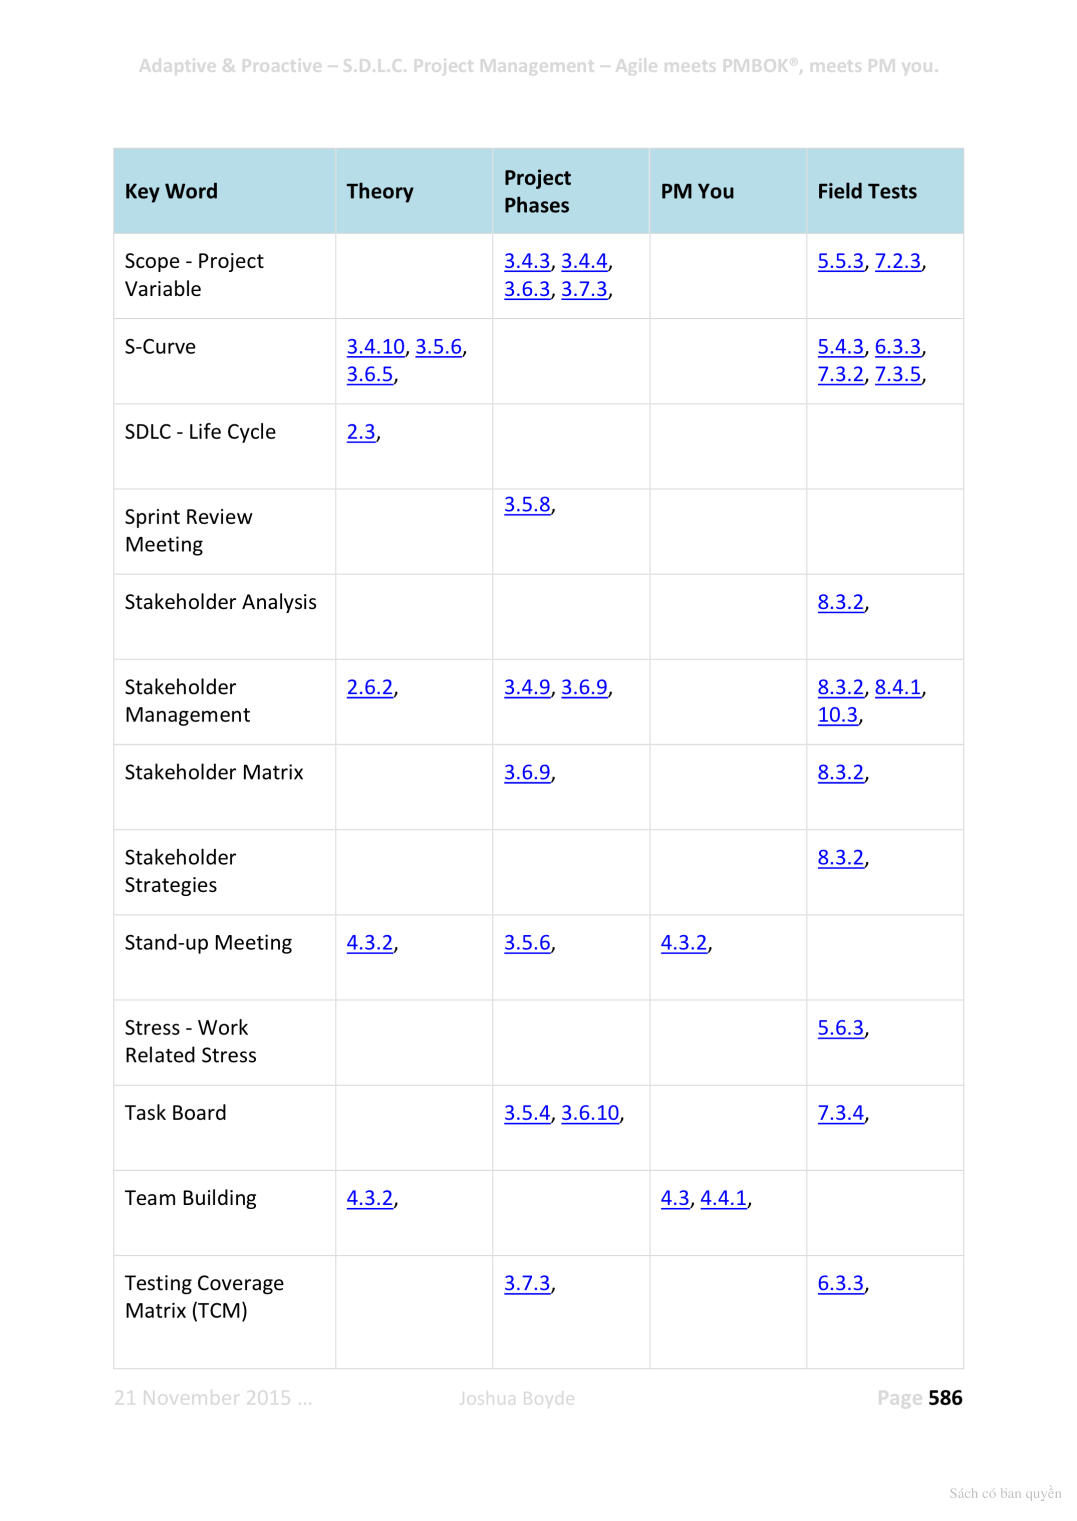 Adaptive & Proactive – S.D.L.C. Project Management – Agile meets PMBOK®, meets PM you.
Key Word Theory Project Phases PM You Field Tests
Scope - Project 3.4.3, 3.4.4, 5.5.3, 7.2.3,
Variable 3.6.3, 3.7.3,
S-Curve 3.4.10, 3.5.6, 5.4.3, 6.3.3,
3.6.5, 7.3.2, 7.3.5,
SDLC - Life Cycle 2.3,
3.5.8,
Sprint Review
Meeting
Stakeholder Analysis 8.3.2,
Stakeholder 2.6.2, 3.4.9, 3.6.9, 8.3.2, 8.4.1,
Management 10.3,
Stakeholder Matrix 3.6.9, 8.3.2,
Stakeholder 8.3.2,
Strategies
Stand-up Meeting 4.3.2, 3.5.6, 4.3.2,
Stress - Work 5.6.3,
Related Stress
Task Board 3.5.4, 3.6.10, 7.3.4,
Team Building 4.3.2, 4.3, 4.4.1,
Testing Coverage 3.7.3, 6.3.3,
Matrix (TCM)
21 November 2015 ... Joshua Boyde Page 586
Sách có bản quyền